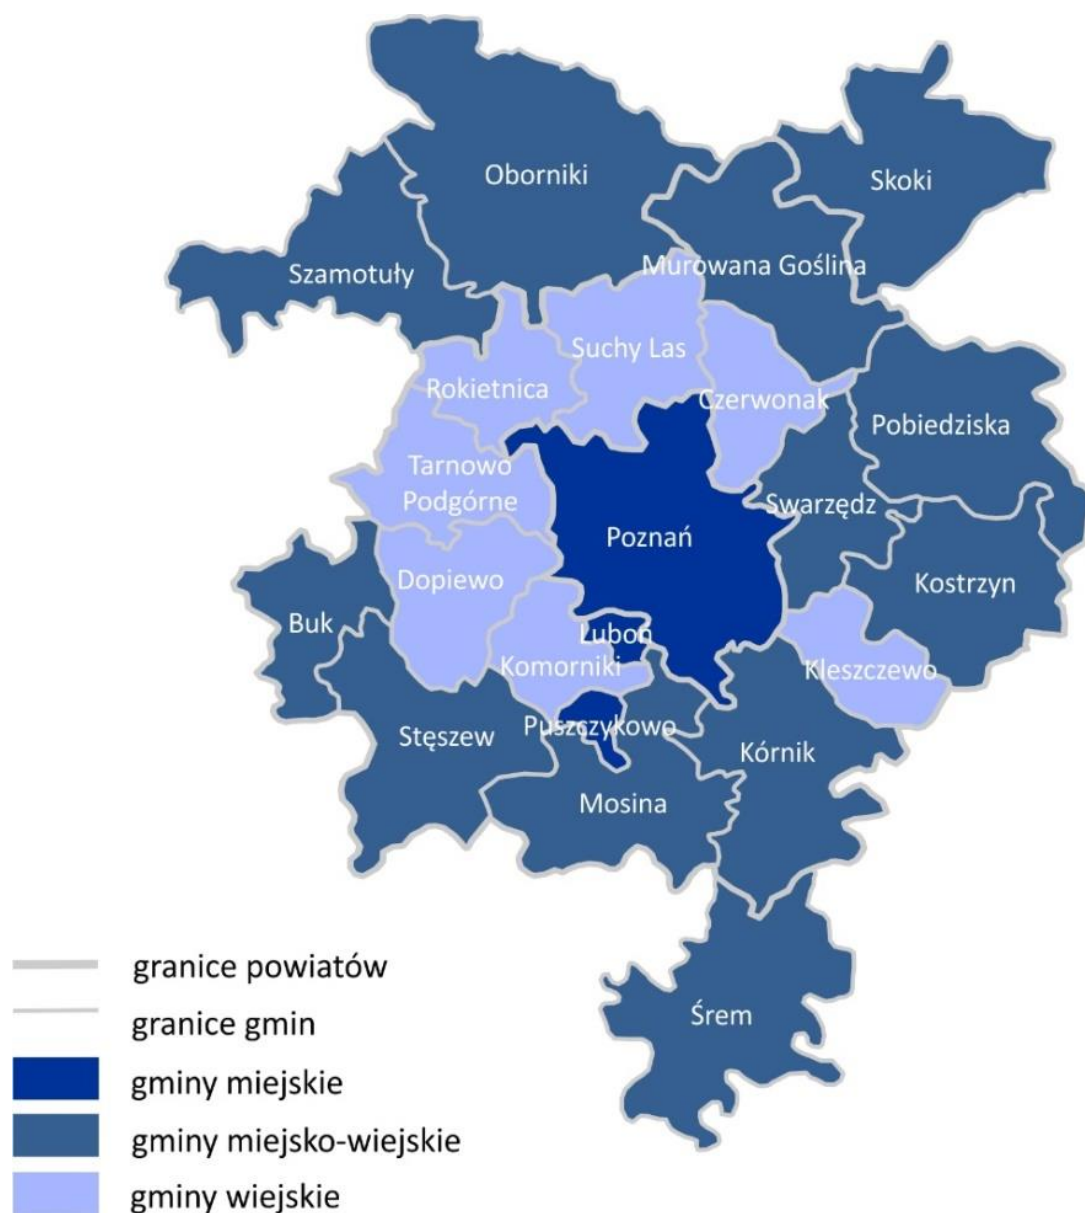 Oborniki
Skoki
Szamotuły
Murowana Goślina
Suchy Las
Rokietnica
Czerwonak
Pobiedziska
Tarnowo
Podgórne
Swarzędz
Poznań
Dopiewo
Kostrzyn
Buk
Luboń
Komorniki
Kleszczewo
Puszczykowo
Stęszew
Kórnik
Mosina
Śrem
granice powiatów
granice gmin
gminy miejskie
gminy miejsko-wiejskie
gminy wiejskie